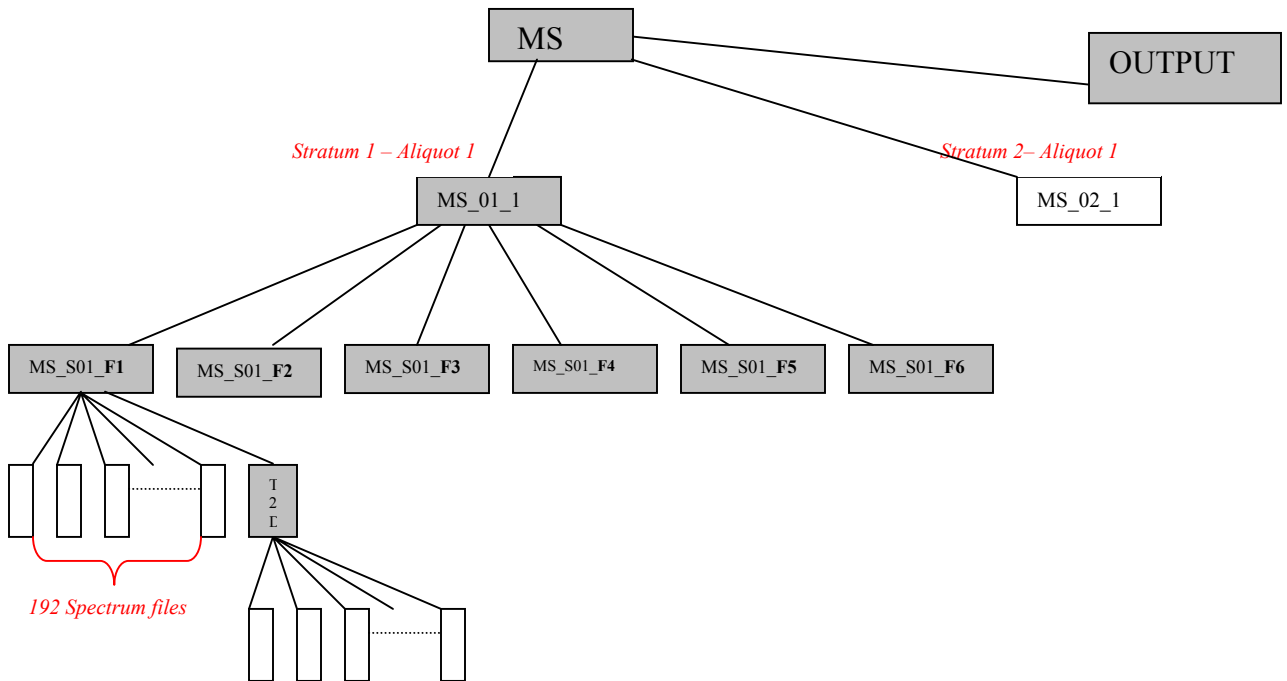 MS
OUTPUT
Stratum 1 – Aliquot 1
Stratum 2– Aliquot 1
MS_01_1
MS_02_1
MS_S01_F1
MS_S01_F2
MS_S01_F3
MS_S01_F4
MS_S01_F5
MS_S01_F6
T
2
D
192 Spectrum files